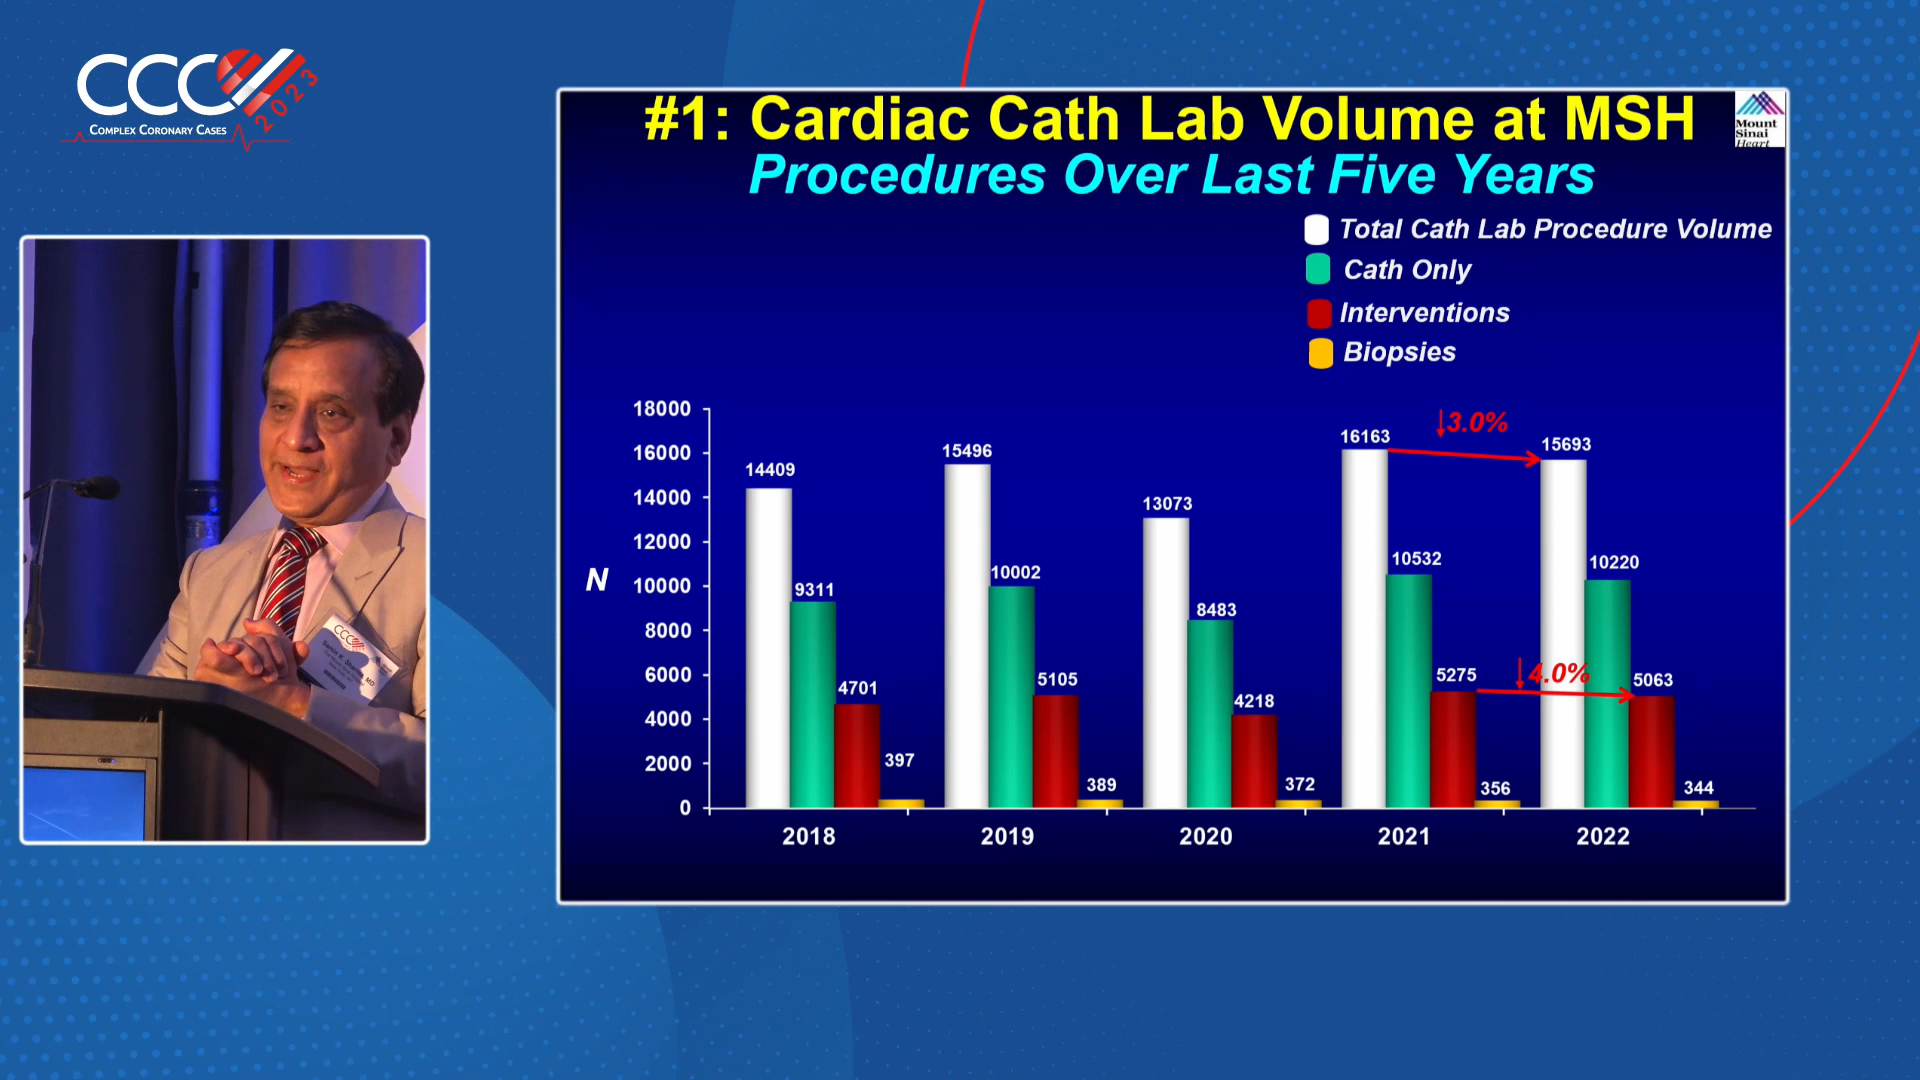 CCC
2023
COMPLEX CORONARY CASES
#1: Cardiac Cath Lab Volume at MSH
Procedures Over Last Five Years
Mount
Sinai
Heart
Total Cath Lab Procedure Volume
Cath Only
Interventions
Biopsies
N
18000
16000
14000
12000
10000
8000
6000
4000
2000
0
14409
9311
4701
397
15496
10002
5105
389
13073
8483
4218
372
16163
10532
5275
356
↓3.0%
15693
10220
↓4.0%
5063
344
2018
2019
2020
2021
2022
CCC
MD